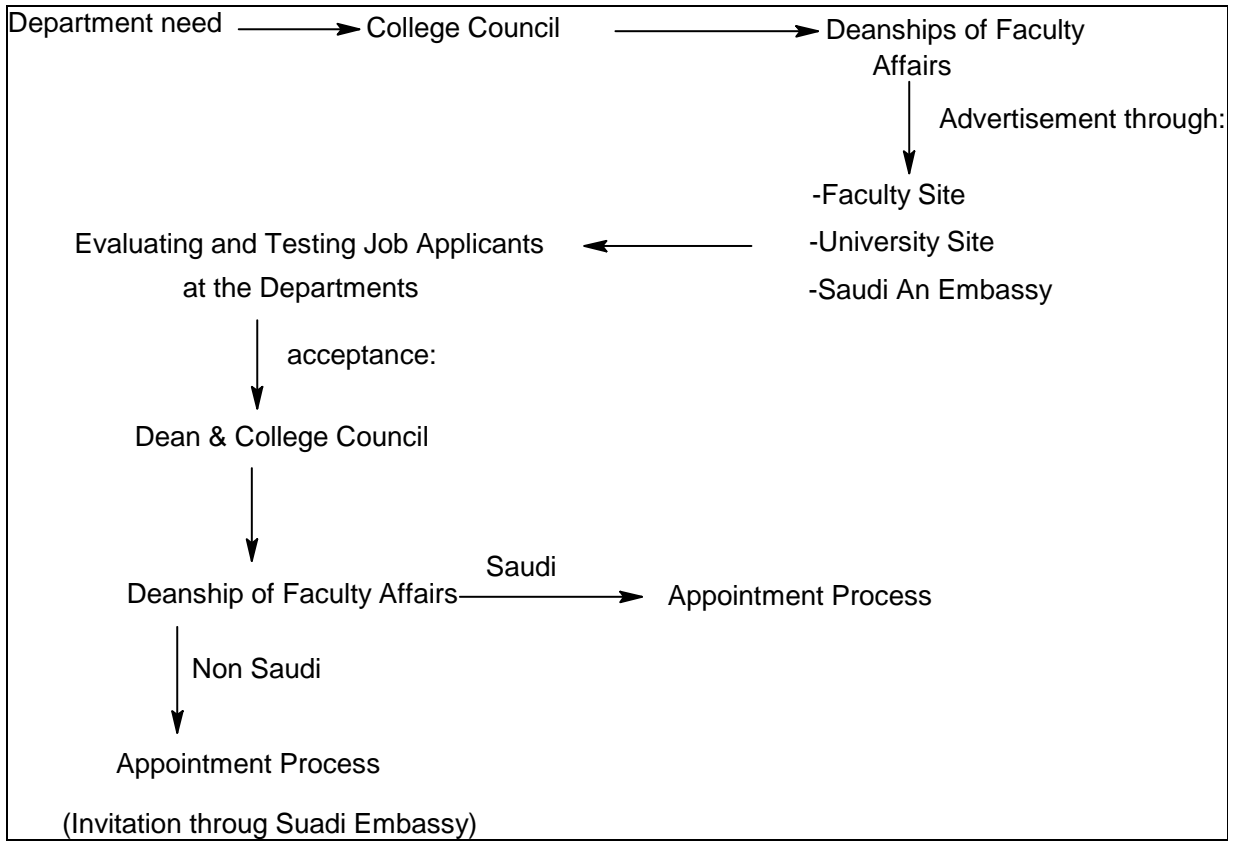 Department need
College Council
Deanships of Faculty
Affairs
Advertisement through:
-Faculty Site
-University Site
-Saudi An Embassy
Evaluating and Testing Job Applicants
at the Departments
acceptance:
Dean & College Council
Deanship of Faculty Affairs
Saudi
Appointment Process
Non Saudi
Appointment Process
(Invitation throug Suadi Embassy)